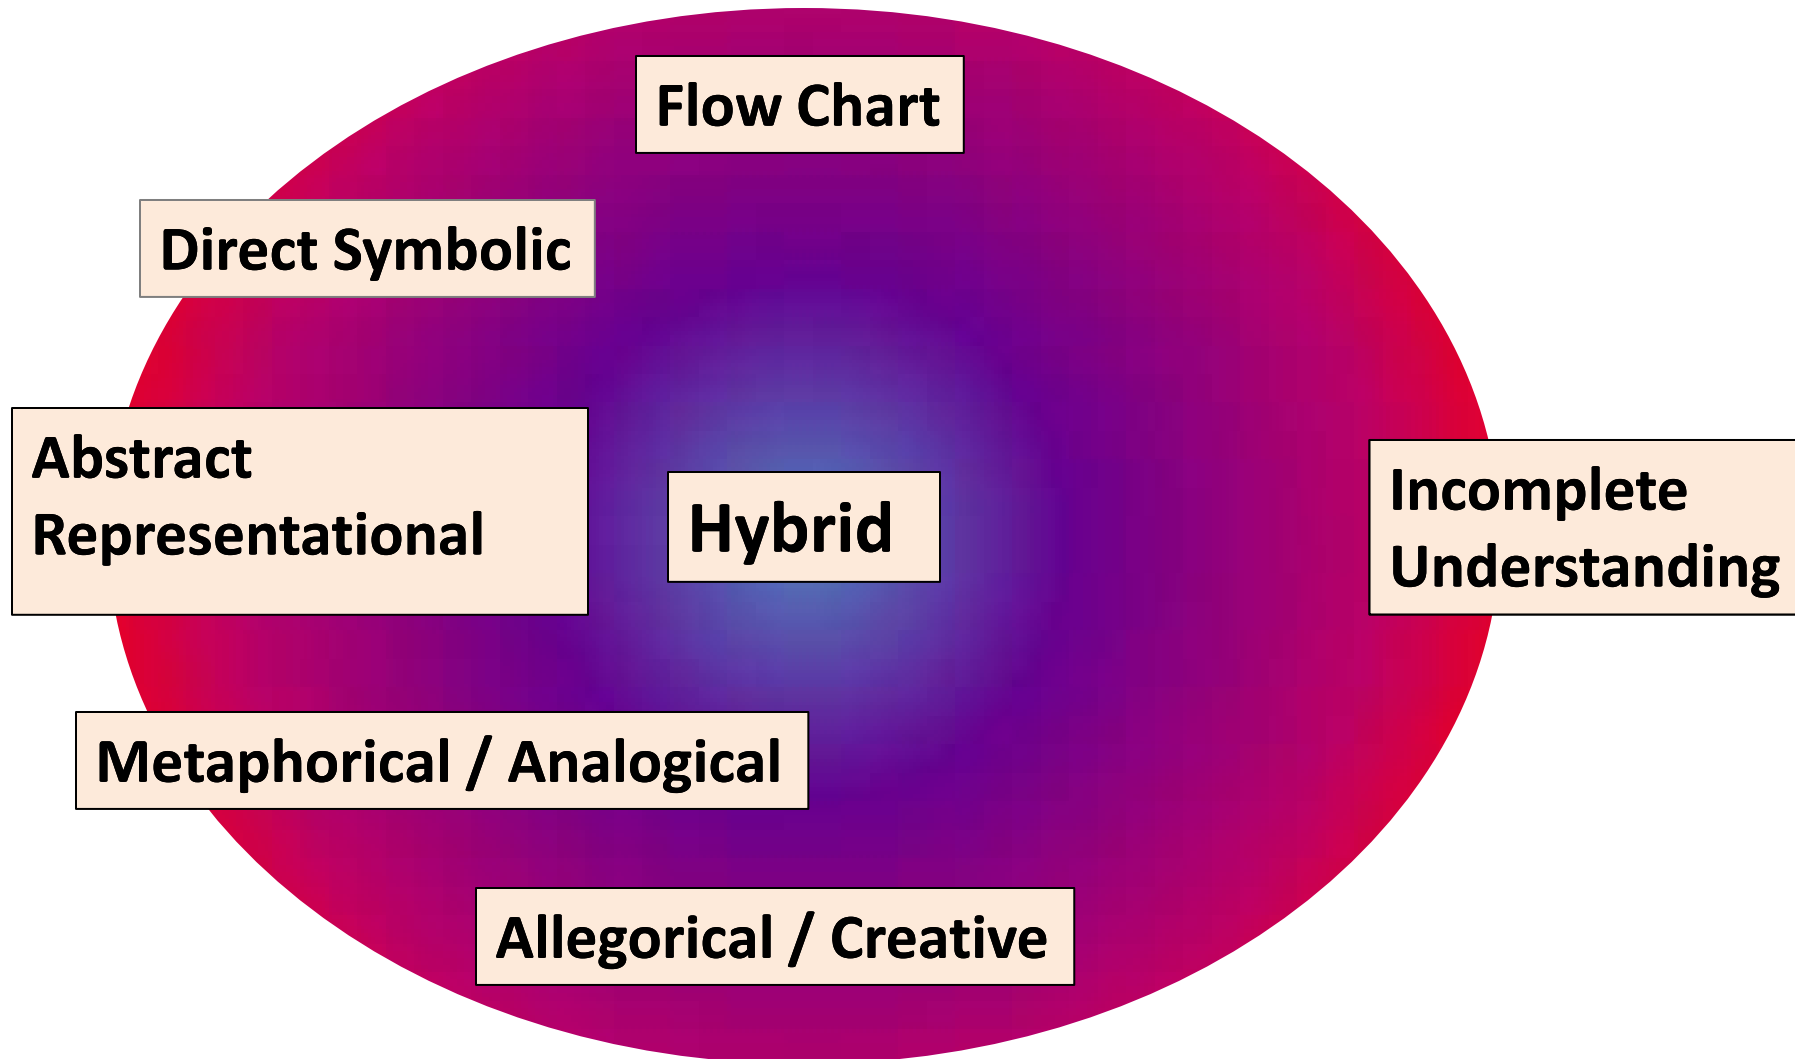 Flow Chart
Direct Symbolic
Abstract
Representational
Hybrid
Incomplete
Understanding
Metaphorical / Analogical
Allegorical / Creative